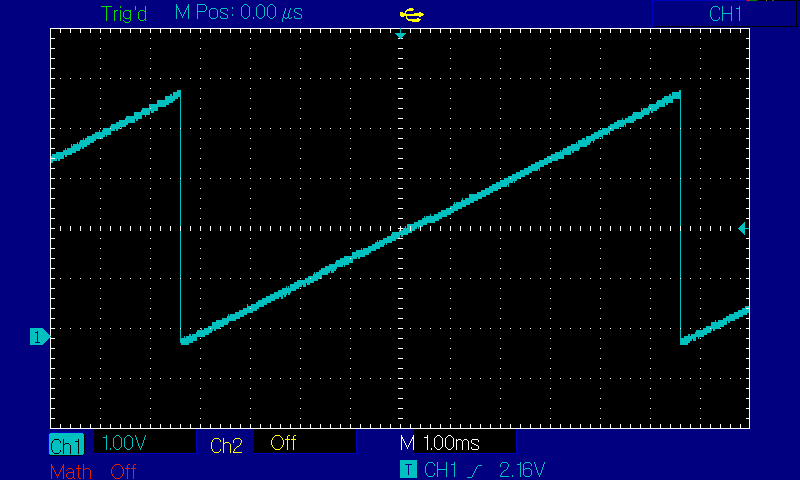 Trig'd M Pos: 0.00 μs CH1
1
Ch1 1.00V Ch2 Off M 1.00ms
Math Off T CH1 2.16V